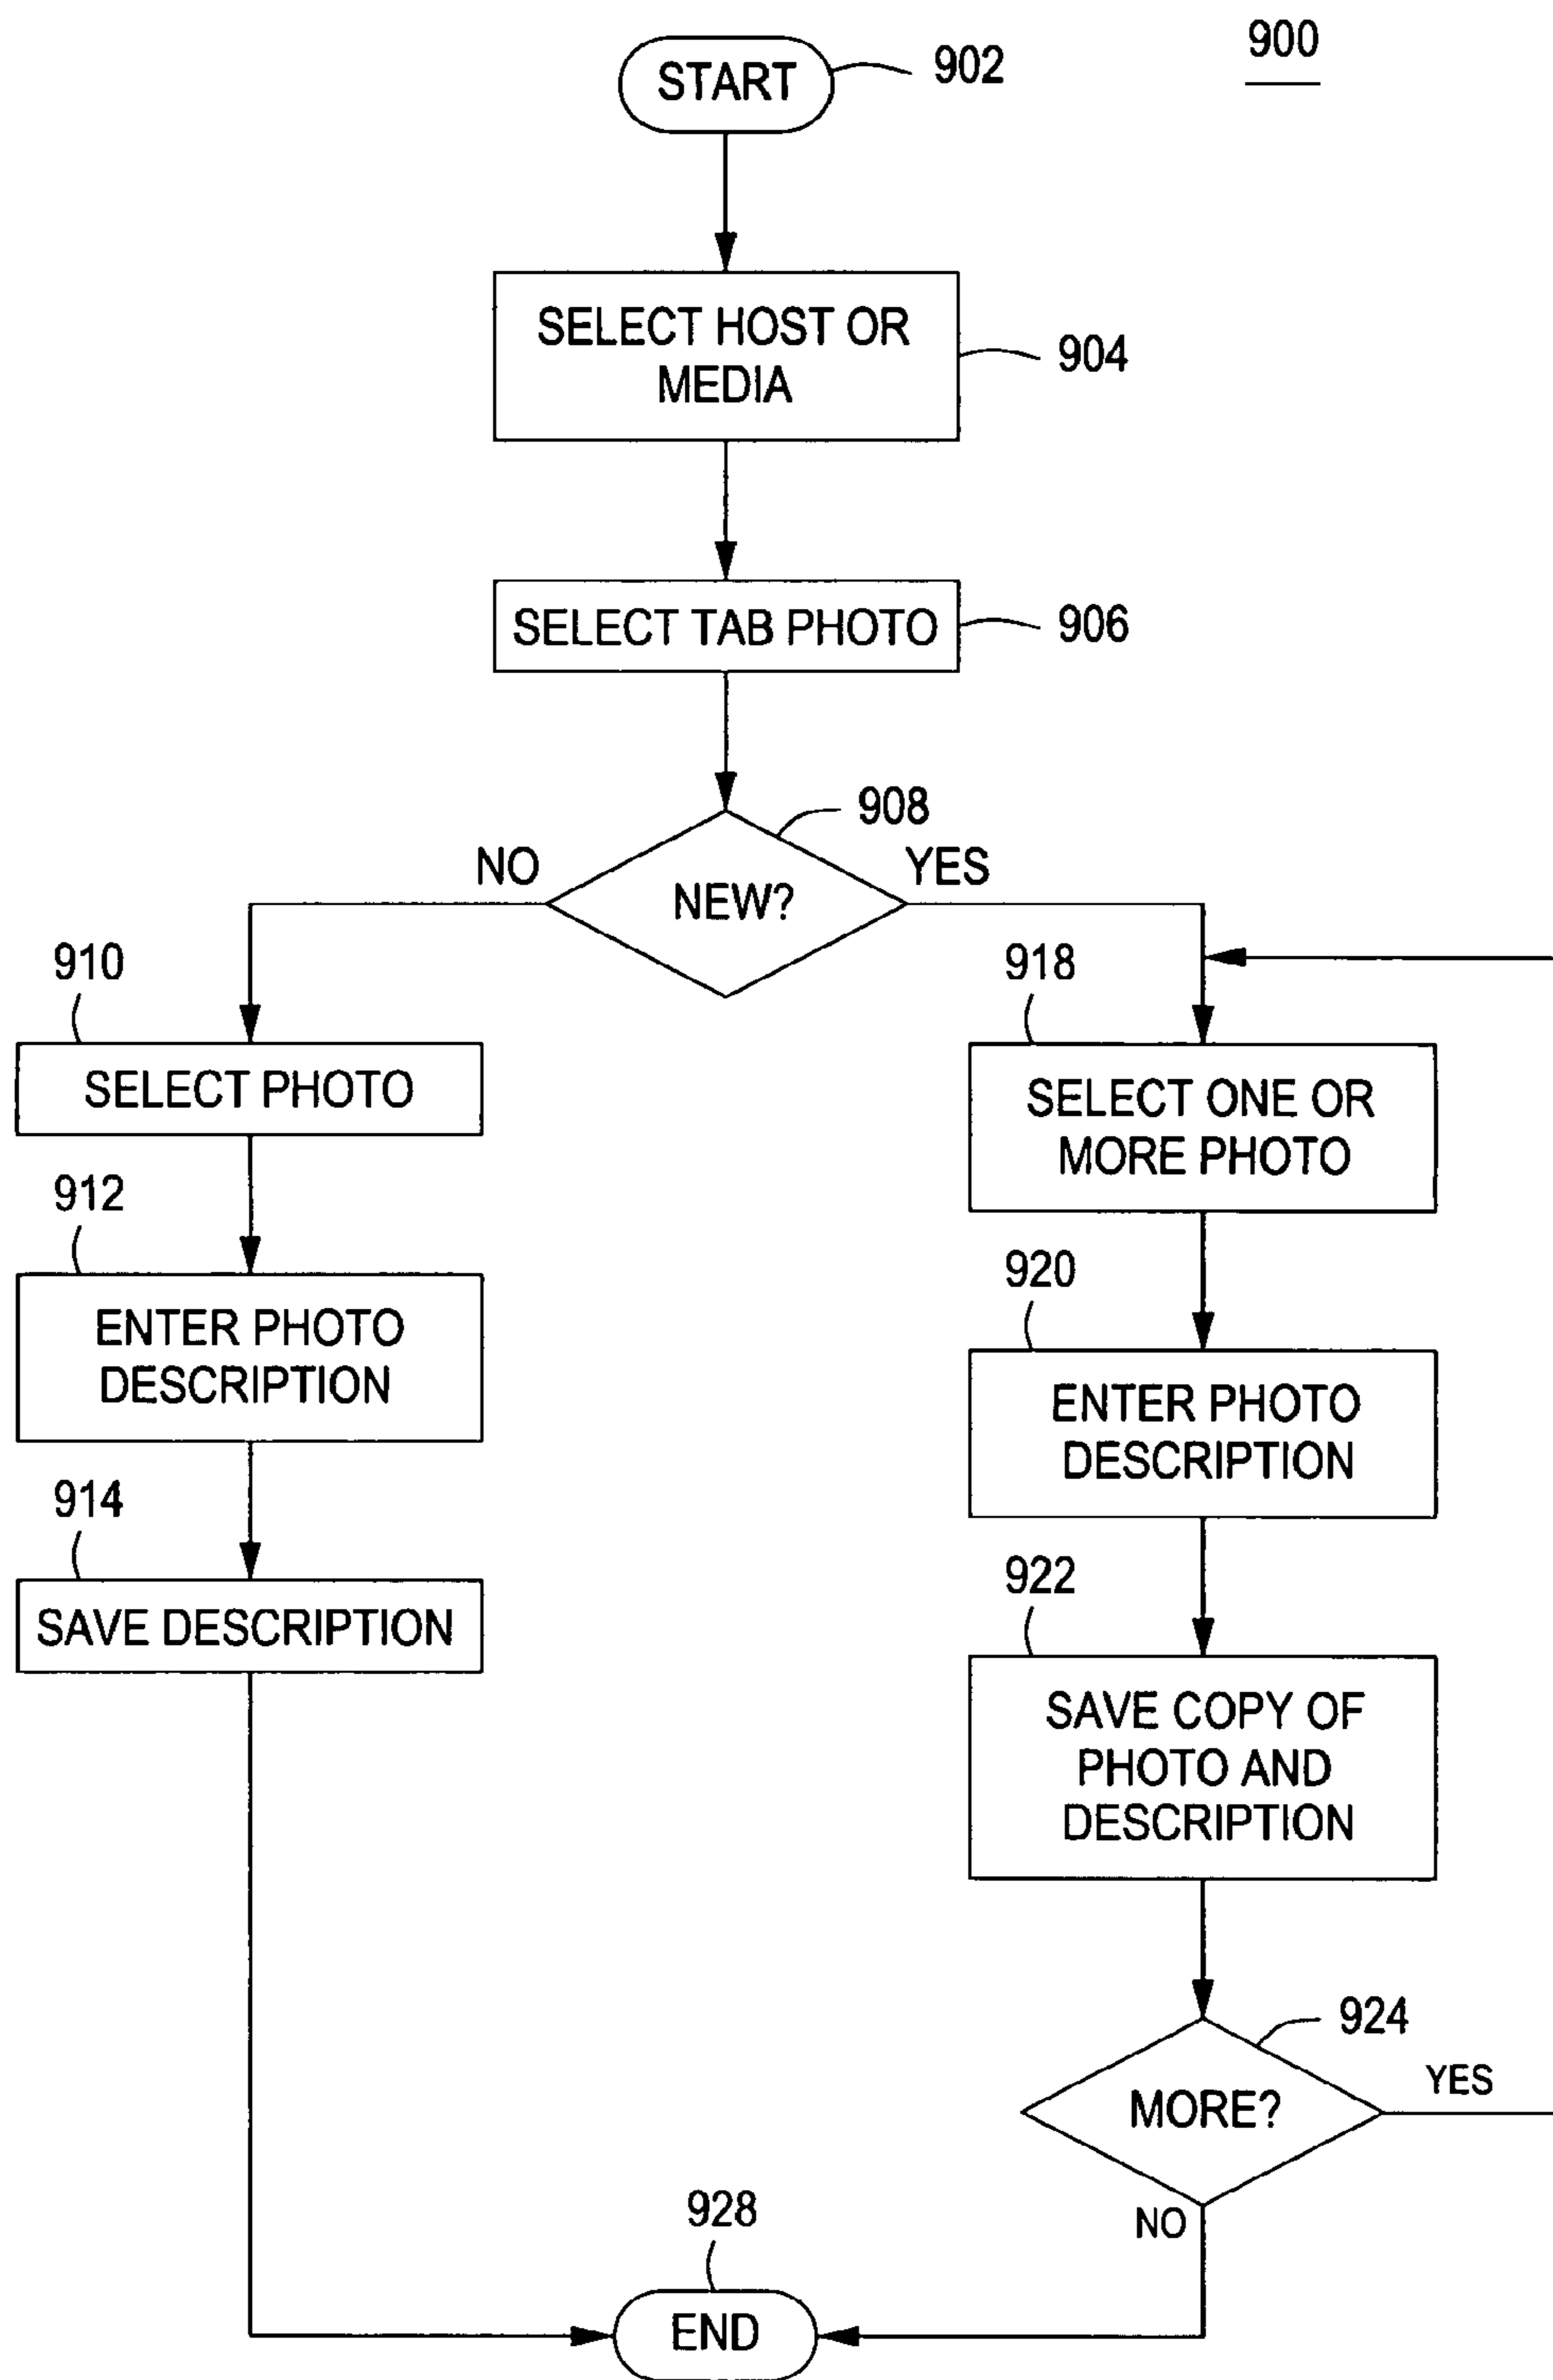 900
START
902
SELECT HOST OR
MEDIA
904
SELECT TAB PHOTO
906
908
NEW?
NO
YES
910
SELECT PHOTO
912
ENTER PHOTO
DESCRIPTION
914
SAVE DESCRIPTION
918
SELECT ONE OR
MORE PHOTO
920
ENTER PHOTO
DESCRIPTION
922
SAVE COPY OF
PHOTO AND
DESCRIPTION
924
MORE?
YES
NO
928
END